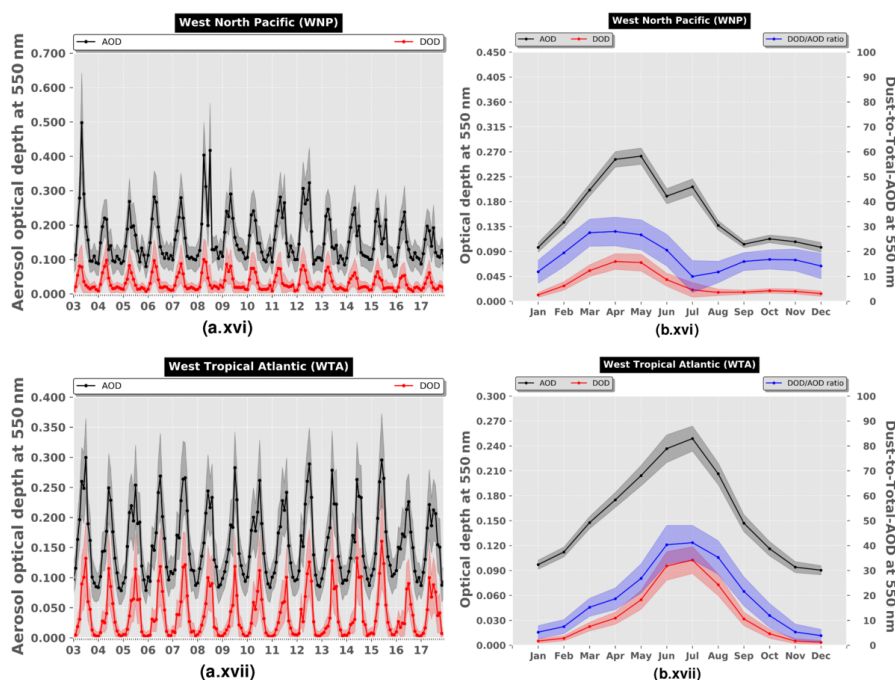 West North Pacific (WNP)
AOD DOD
Aerosol optical depth at 550 nm
0.700
0.600
0.500
0.400
0.300
0.200
0.100
0.000
03 04 05 06 07 08 09 10 11 12 13 14 15 16 17
(a.xvi)
West North Pacific (WNP)
AOD DOD DOD/AOD ratio
Optical depth at 550 nm
0.450
0.405
0.360
0.315
0.270
0.225
0.180
0.135
0.090
0.045
0.000
100
90
80
70
60
50
40
30
20
10
0
Dust-to-Total-AOD at 550 nm
Jan Feb Mar Apr May Jun Jul Aug Sep Oct Nov Dec
(b.xvi)
West Tropical Atlantic (WTA)
AOD DOD
Aerosol optical depth at 550 nm
0.400
0.350
0.300
0.250
0.200
0.150
0.100
0.050
0.000
03 04 05 06 07 08 09 10 11 12 13 14 15 16 17
(a.xvii)
West Tropical Atlantic (WTA)
AOD DOD DOD/AOD ratio
Optical depth at 550 nm
0.300
0.270
0.240
0.210
0.180
0.150
0.120
0.090
0.060
0.030
0.000
100
90
80
70
60
50
40
30
20
10
0
Dust-to-Total-AOD at 550 nm
Jan Feb Mar Apr May Jun Jul Aug Sep Oct Nov Dec
(b.xvii)